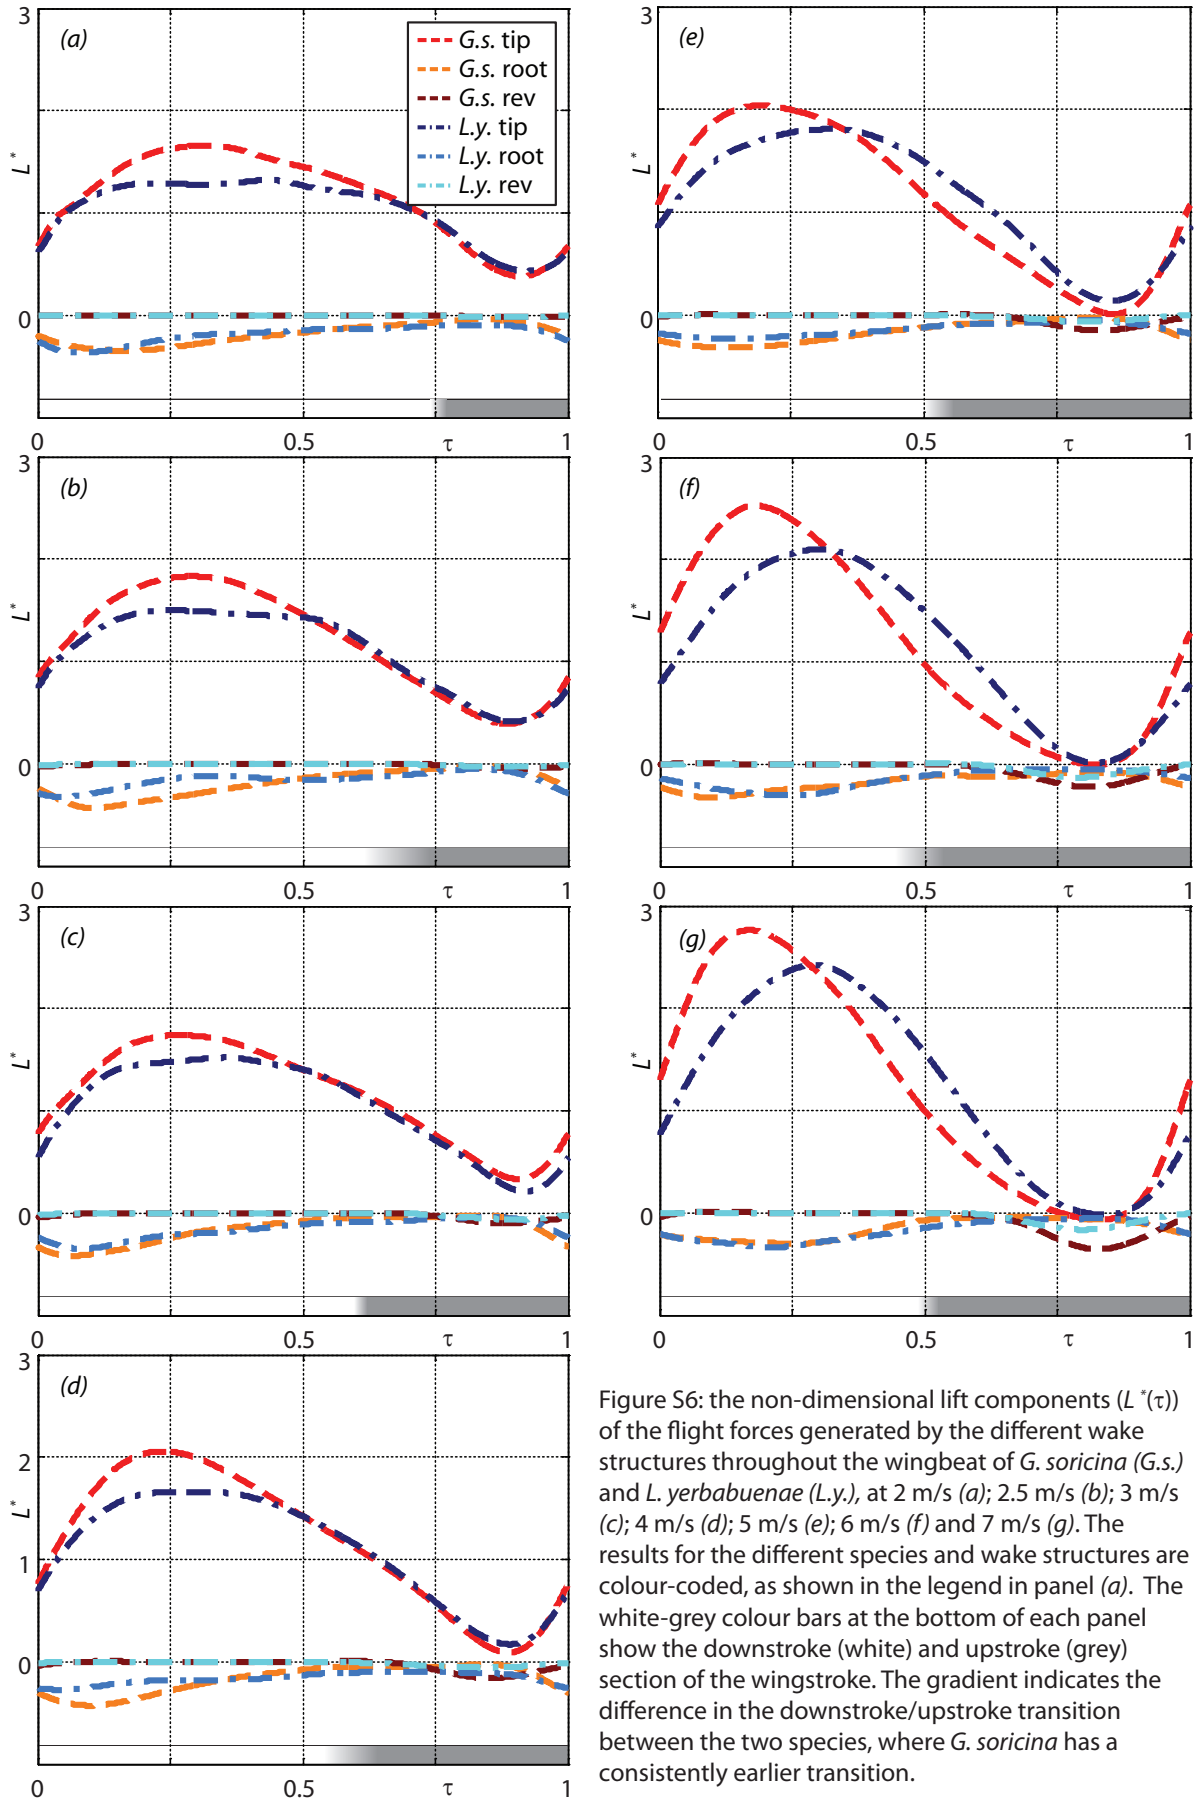 3
(a)
G.s. tip
G.s. root
G.s. rev
L.y. tip
L.y. root
L.y. rev
L*
0
0 0.5 τ 1
3
(b)
L*
0
0 0.5 τ 1
3
(c)
L*
0
0 0.5 τ 1
3
(d)
2
L*
1
0
0 0.5 τ 1
3
(e)
L*
0
0 0.5 τ 1
3
(f)
L*
0
0 0.5 τ 1
3
(g)
L*
0
0 0.5 τ 1
Figure S6: the non-dimensional lift components (L*(τ))
of the flight forces generated by the different wake
structures throughout the wingbeat of G. soricina (G.s.)
and L. yerbabuenae (L.y.), at 2 m/s (a); 2.5 m/s (b); 3 m/s
(c); 4 m/s (d); 5 m/s (e); 6 m/s (f) and 7 m/s (g). The
results for the different species and wake structures are
colour-coded, as shown in the legend in panel (a). The
white-grey colour bars at the bottom of each panel
show the downstroke (white) and upstroke (grey)
section of the wingstroke. The gradient indicates the
difference in the downstroke/upstroke transition
between the two species, where G. soricina has a
consistently earlier transition.